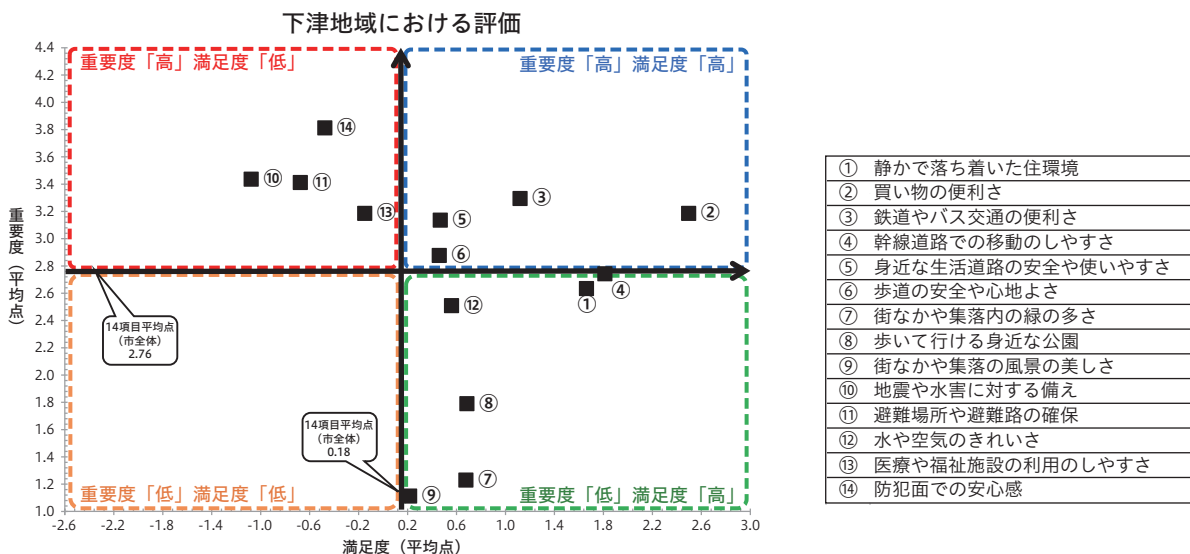 下津地域における評価
4.4
4.2
4.0
3.8
3.6
3.4
3.2
3.0
2.8
2.6
2.4
2.2
2.0
1.8
1.6
1.4
1.2
1.0
重要度（平均点）
重要度「高」満足度「低」
重要度「高」満足度「高」
⑭
⑩
⑪
⑬
③
②
⑤
⑥
④
①
⑫
⑧
⑦
⑨
14項目平均点
（市全体）
2.76
14項目平均点
（市全体）
0.18
重要度「低」満足度「低」
重要度「低」満足度「高」
-2.6 -2.2 -1.8 -1.4 -1.0 -0.6 -0.2 0.2 0.6 1.0 1.4 1.8 2.2 2.6 3.0
満足度（平均点）
① 静かで落ち着いた住環境
② 買い物の便利さ
③ 鉄道やバス交通の便利さ
④ 幹線道路での移動のしやすさ
⑤ 身近な生活道路の安全や使いやすさ
⑥ 歩道の安全や心地よさ
⑦ 街なかや集落内の緑の多さ
⑧ 歩いて行ける身近な公園
⑨ 街なかや集落の風景の美しさ
⑩ 地震や水害に対する備え
⑪ 避難場所や避難路の確保
⑫ 水や空気のきれいさ
⑬ 医療や福祉施設の利用のしやすさ
⑭ 防犯面での安心感